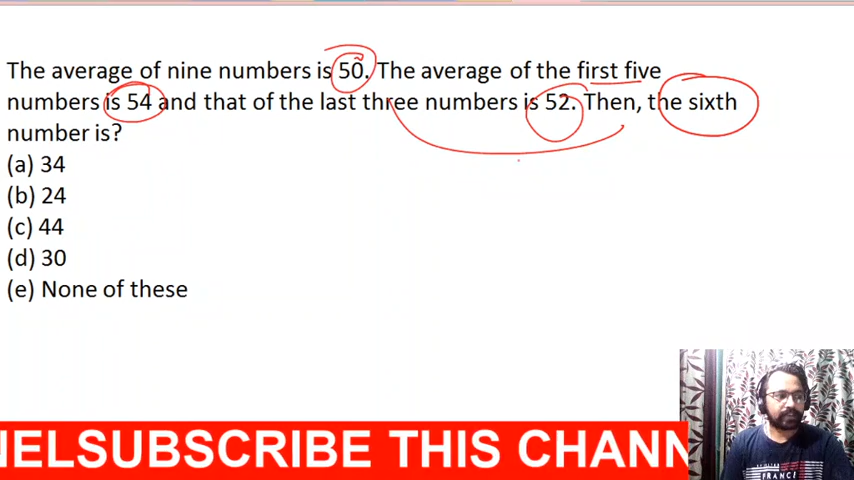 The average of nine numbers is 50. The average of the first five
numbers is 54 and that of the last three numbers is 52. Then, the sixth
number is?
(a) 34
(b) 24
(c) 44
(d) 30
(e) None of these
NELSUBSCRIBE THIS CHANN
FRANCE